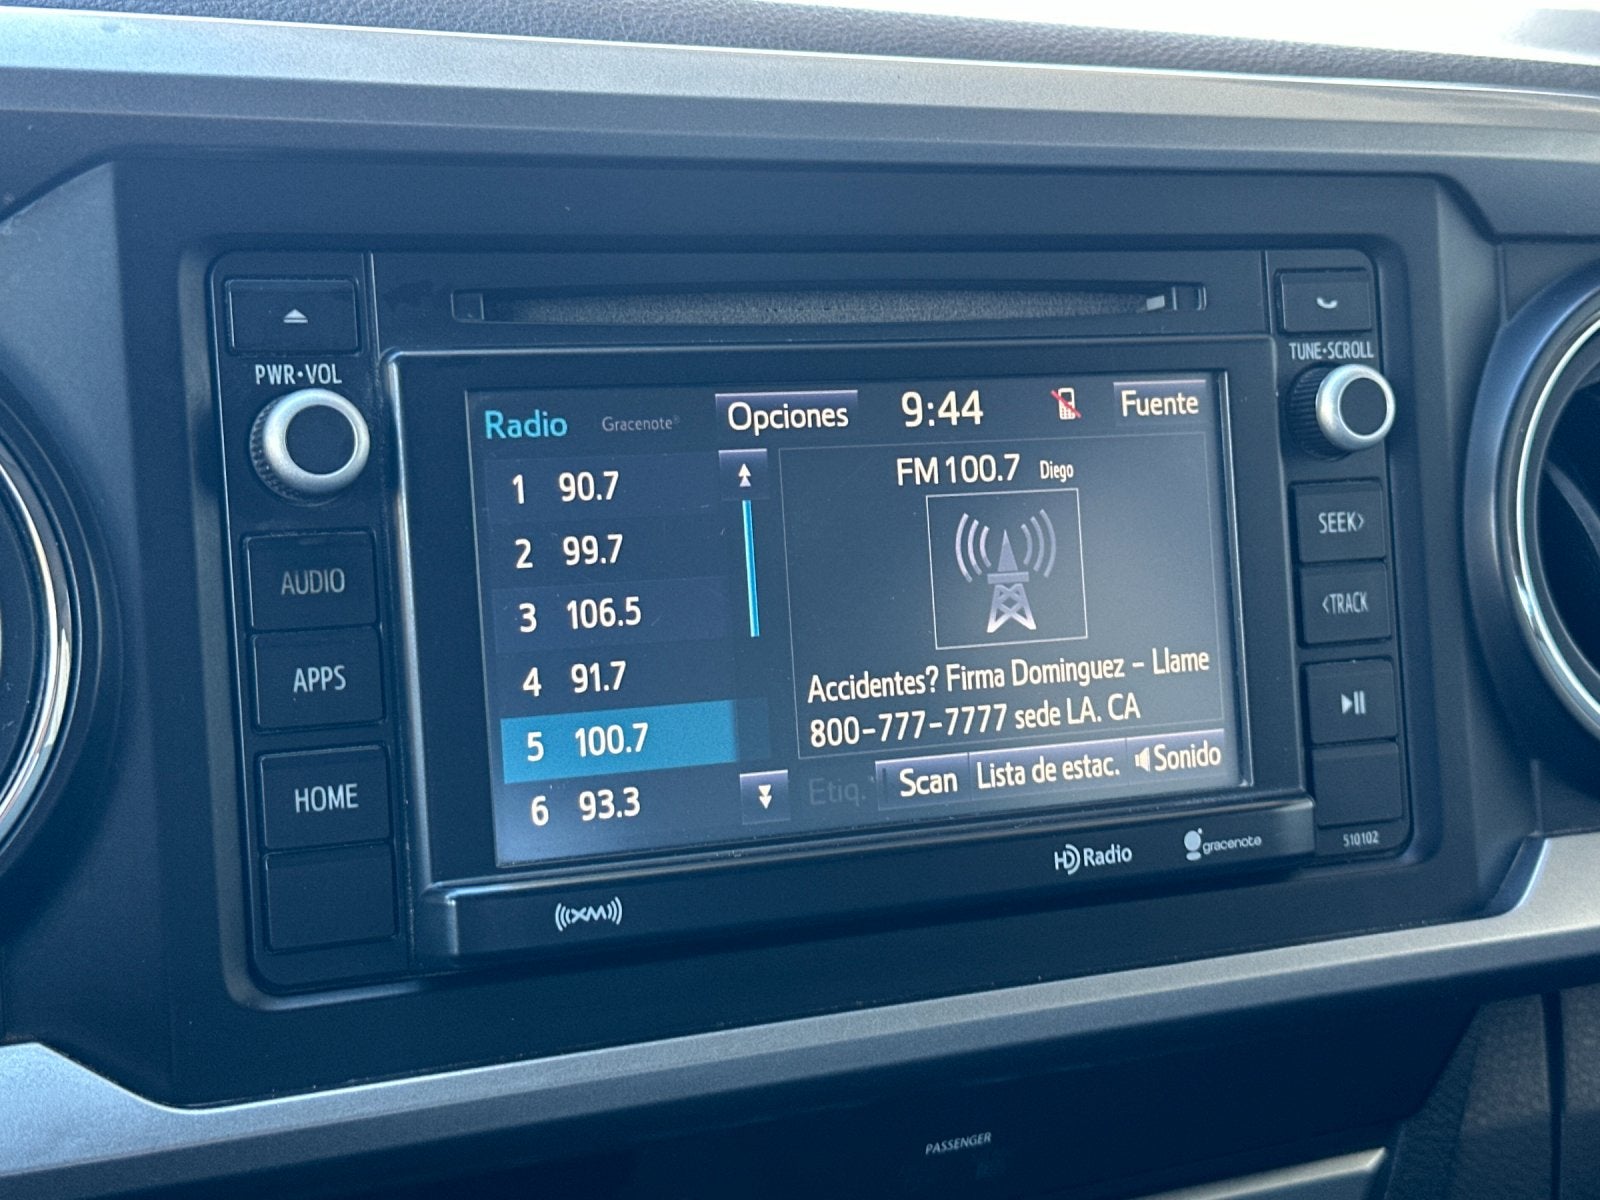 PWR•VOL
AUDIO
APPS
HOME
Radio Gracenote® Opciones 9:44 Fuente
1 90.7
2 99.7
3 106.5
4 91.7
5 100.7
6 93.3
FM 100.7 Diego
Accidentes? Firma Dominguez - Llame
800-777-7777 sede LA. CA
Etiq. Scan Lista de estac. Sonido
TUNE•SCROLL
SEEK>
<TRACK
510102
((XM))
HD Radio
gracenote
PASSENGER